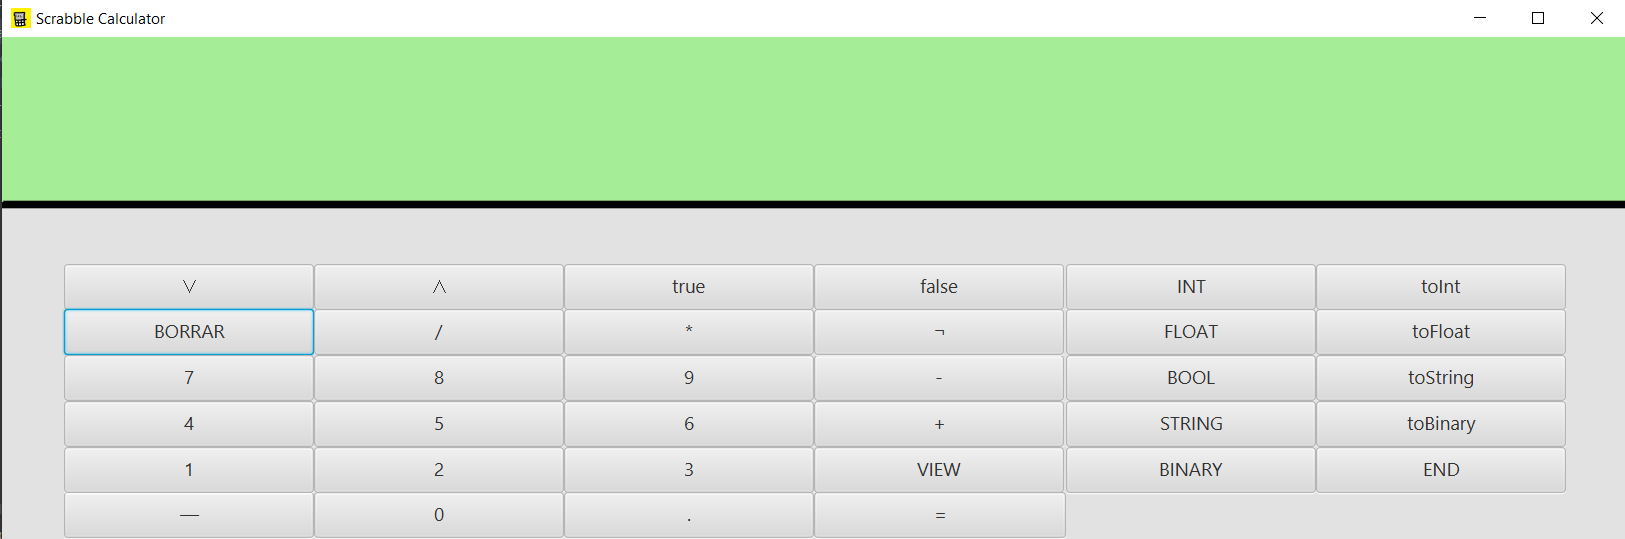 Scrabble Calculator
∨ ∧ true false INT toInt
BORRAR / * ¬ FLOAT toFloat
7 8 9 - BOOL toString
4 5 6 + STRING toBinary
1 2 3 VIEW BINARY END
— 0 . =